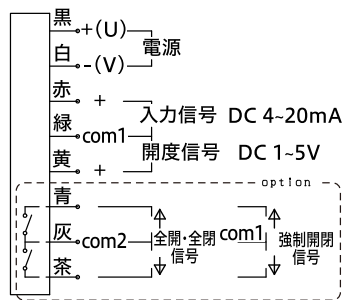 黒 +(U)
電源
白 -(V)
赤 +
入力信号 DC 4~20mA
緑 com1
開度信号 DC 1~5V
黄 +
option
青
灰 com2 全開・全閉信号 com1 強制開閉信号
茶